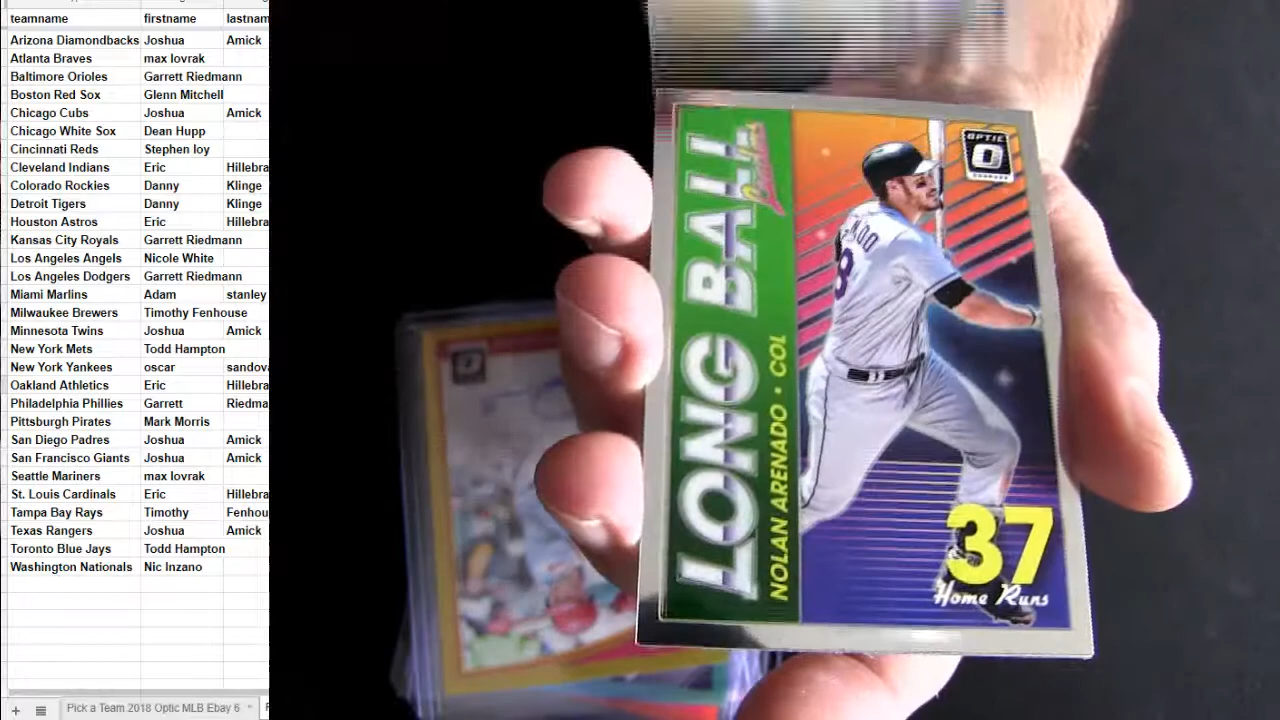 teamname firstname lastnam
Arizona Diamondbacks Joshua Amick
Atlanta Braves max lovrak
Baltimore Orioles Garrett Riedmann
Boston Red Sox Glenn Mitchell
Chicago Cubs Joshua Amick
Chicago White Sox Dean Hupp
Cincinnati Reds Stephen loy
Cleveland Indians Eric Hillebra
Colorado Rockies Danny Klinge
Detroit Tigers Danny Klinge
Houston Astros Eric Hillebra
Kansas City Royals Garrett Riedmann
Los Angeles Angels Nicole White
Los Angeles Dodgers Garrett Riedmann
Miami Marlins Adam stanley
Milwaukee Brewers Timothy Fenhouse
Minnesota Twins Joshua Amick
New York Mets Todd Hampton
New York Yankees oscar sandova
Oakland Athletics Eric Hillebra
Philadelphia Phillies Garrett Riedma
Pittsburgh Pirates Mark Morris
San Diego Padres Joshua Amick
San Francisco Giants Joshua Amick
Seattle Mariners max lovrak
St. Louis Cardinals Eric Hillebra
Tampa Bay Rays Timothy Fenhou
Texas Rangers Joshua Amick
Toronto Blue Jays Todd Hampton
Washington Nationals Nic Inzano
Pick a Team 2018 Optic MLB Ebay 6
LONG BALL
NOLAN ARENADO • COL
OPTIC
37
Home Runs